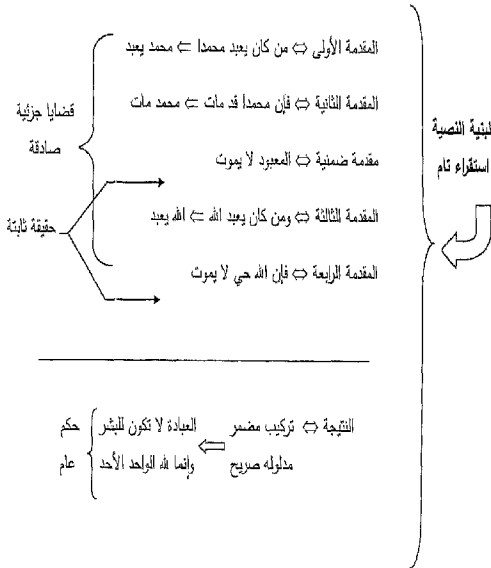 المقدمة الأولى ⇔ من كان يعبد محمدا ⇐ محمد يعبد
المقدمة الثانية ⇔ فإن محمدا قد مات ⇐ محمد مات
قضايا جزئية
صادقة
لبنية النصية
استقراء تام
مقدمة ضمنية ⇔ المعبود لا يموت
المقدمة الثالثة ⇔ ومن كان يعبد الله ⇐ الله يعبد
حقيقة ثابتة
المقدمة الرابعة ⇔ فإن الله حي لا يموت
النتيجة ⇔ تركيب مضمر ⇐ العبادة لا تكون للبشر حكم
مدلوله صريح وإنما لله الواحد الأحد عام